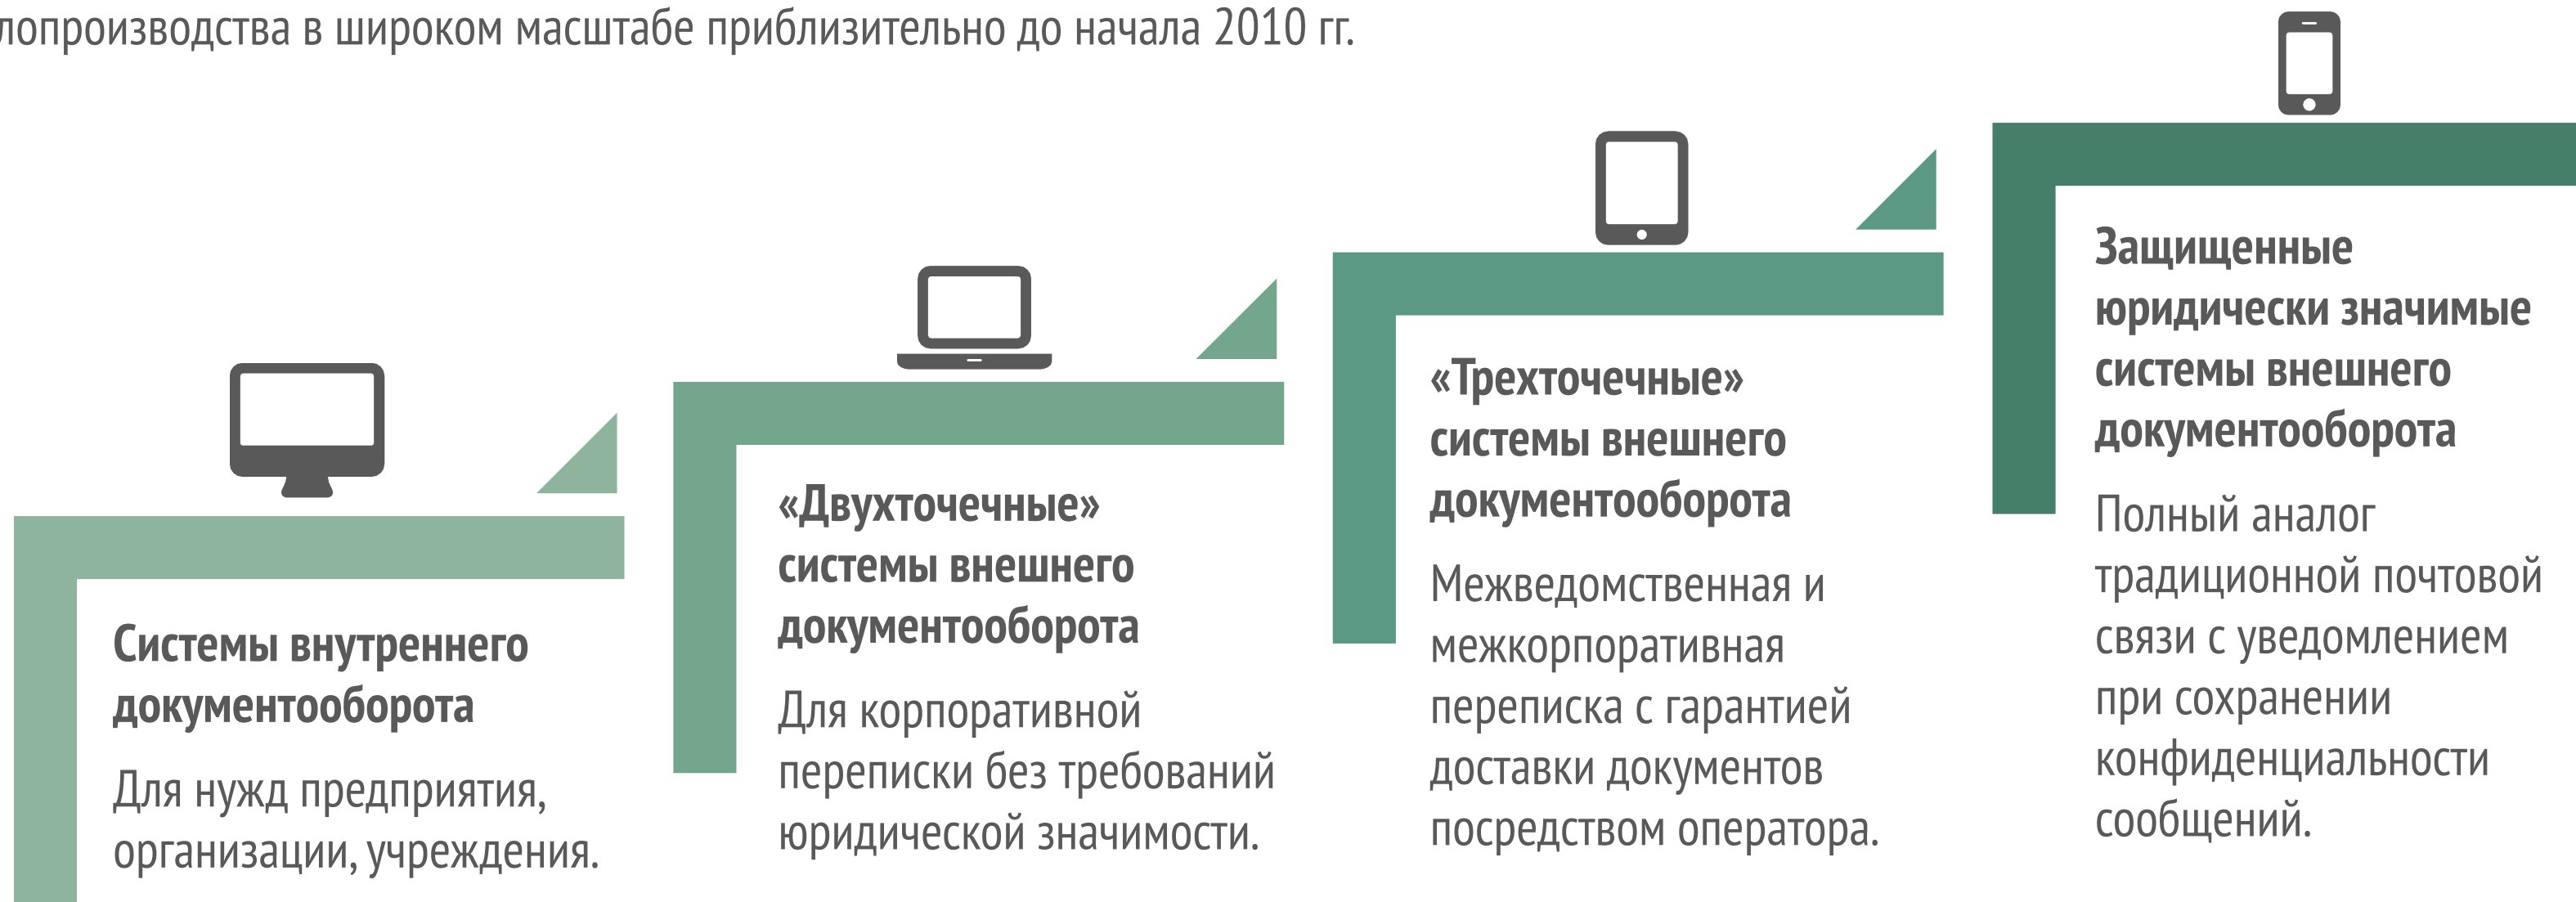 лопроизводства в широком масштабе приблизительно до начала 2010 гг.
Системы внутреннего
документооборота
Для нужд предприятия,
организации, учреждения.
«Двухточечные»
системы внешнего
документооборота
Для корпоративной
переписки без требований
юридической значимости.
«Трехточечные»
системы внешнего
документооборота
Межведомственная и
межкорпоративная
переписка с гарантией
доставки документов
посредством оператора.
Защищенные
юридически значимые
системы внешнего
документооборота
Полный аналог
традиционной почтовой
связи с уведомлением
при сохранении
конфиденциальности
сообщений.